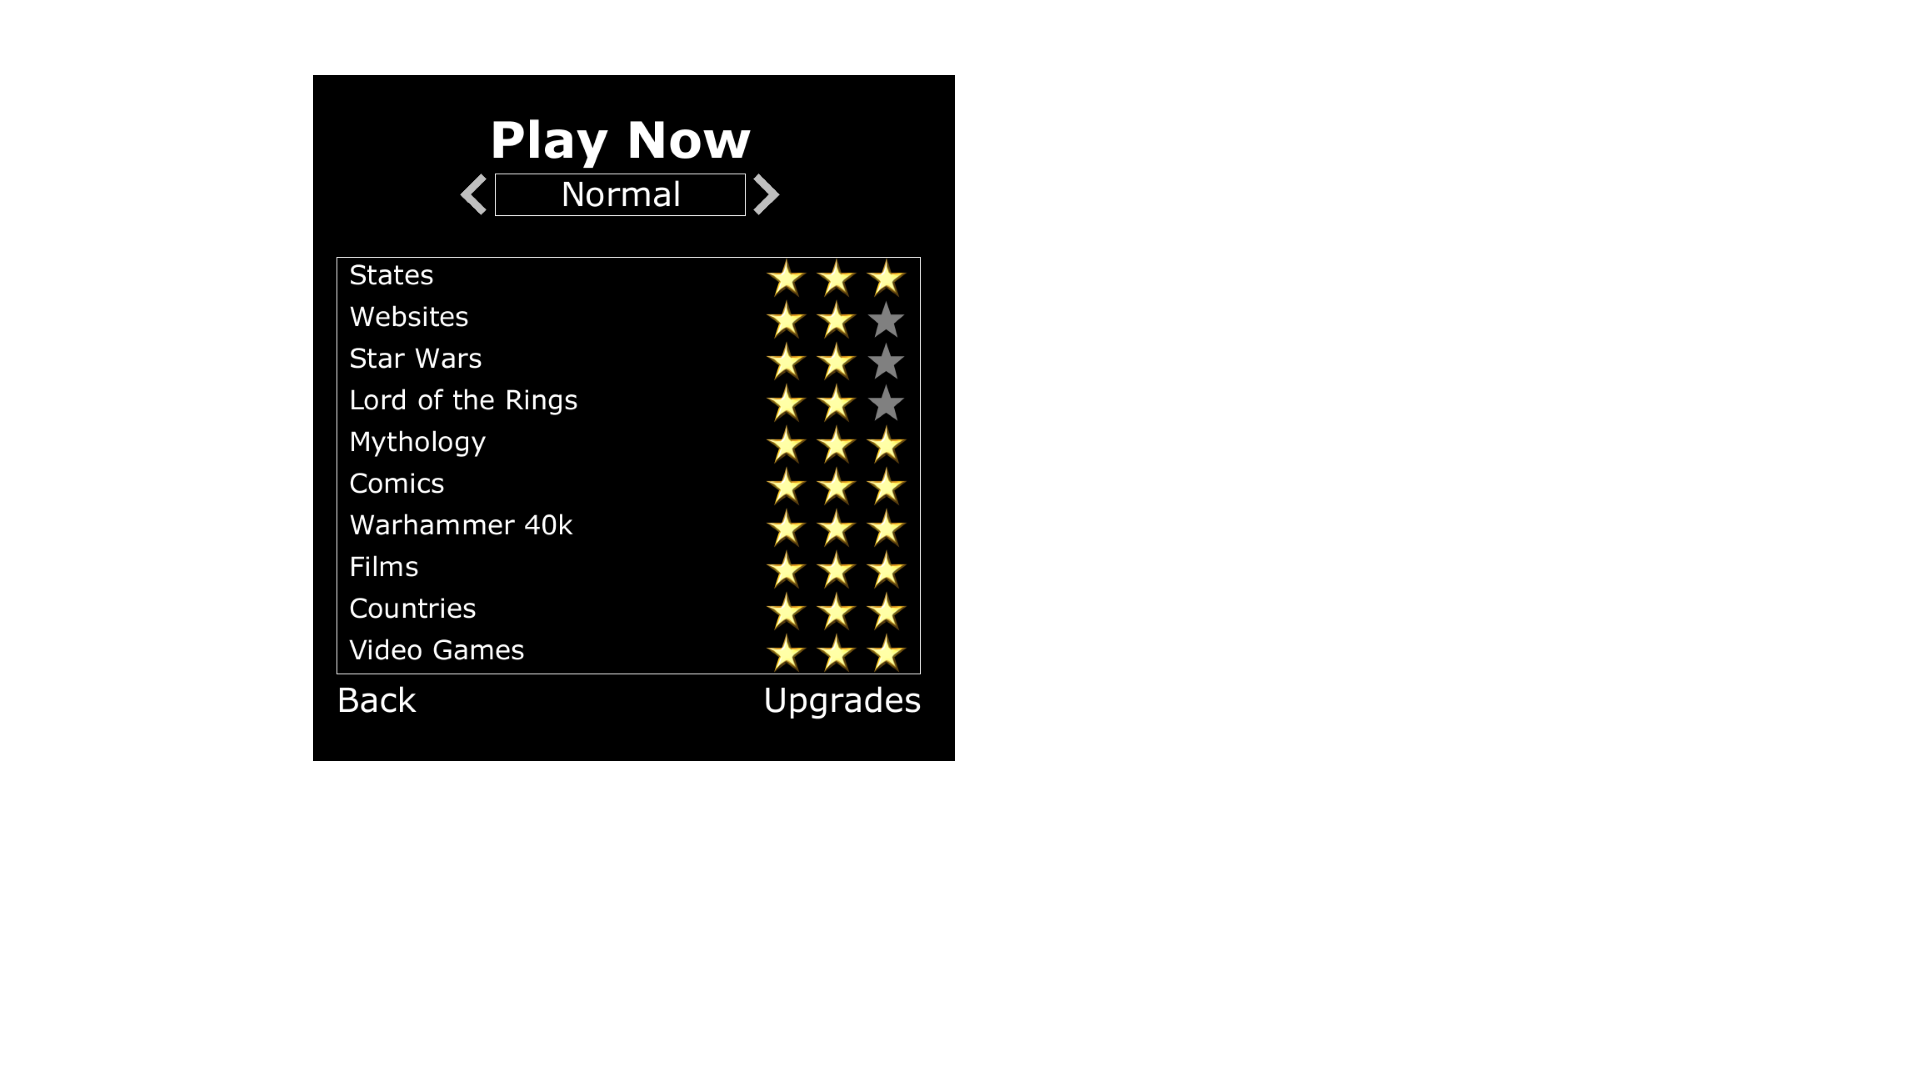 Play Now
Normal
States
Websites
Star Wars
Lord of the Rings
Mythology
Comics
Warhammer 40k
Films
Countries
Video Games
Back Upgrades